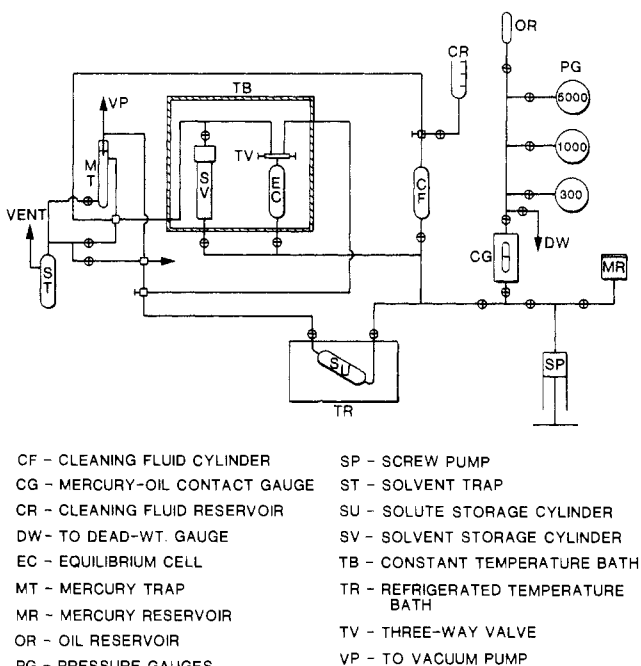 OR
CR
PG
VP
TB
5000
MT
TV
1000
SV
EC
CF
300
VENT
DW
CG
MR
ST
SU
SP
TR
CF - CLEANING FLUID CYLINDER
CG - MERCURY-OIL CONTACT GAUGE
CR - CLEANING FLUID RESERVOIR
DW - TO DEAD-WT. GAUGE
EC - EQUILIBRIUM CELL
MT - MERCURY TRAP
MR - MERCURY RESERVOIR
OR - OIL RESERVOIR
PG - PRESSURE GAUGES
SP - SCREW PUMP
ST - SOLVENT TRAP
SU - SOLUTE STORAGE CYLINDER
SV - SOLVENT STORAGE CYLINDER
TB - CONSTANT TEMPERATURE BATH
TR - REFRIGERATED TEMPERATURE
BATH
TV - THREE-WAY VALVE
VP - TO VACUUM PUMP